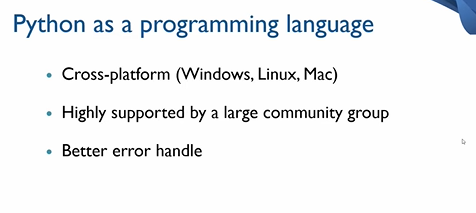 Python as a programming language
• Cross-platform (Windows, Linux, Mac)
• Highly supported by a large community group
• Better error handle